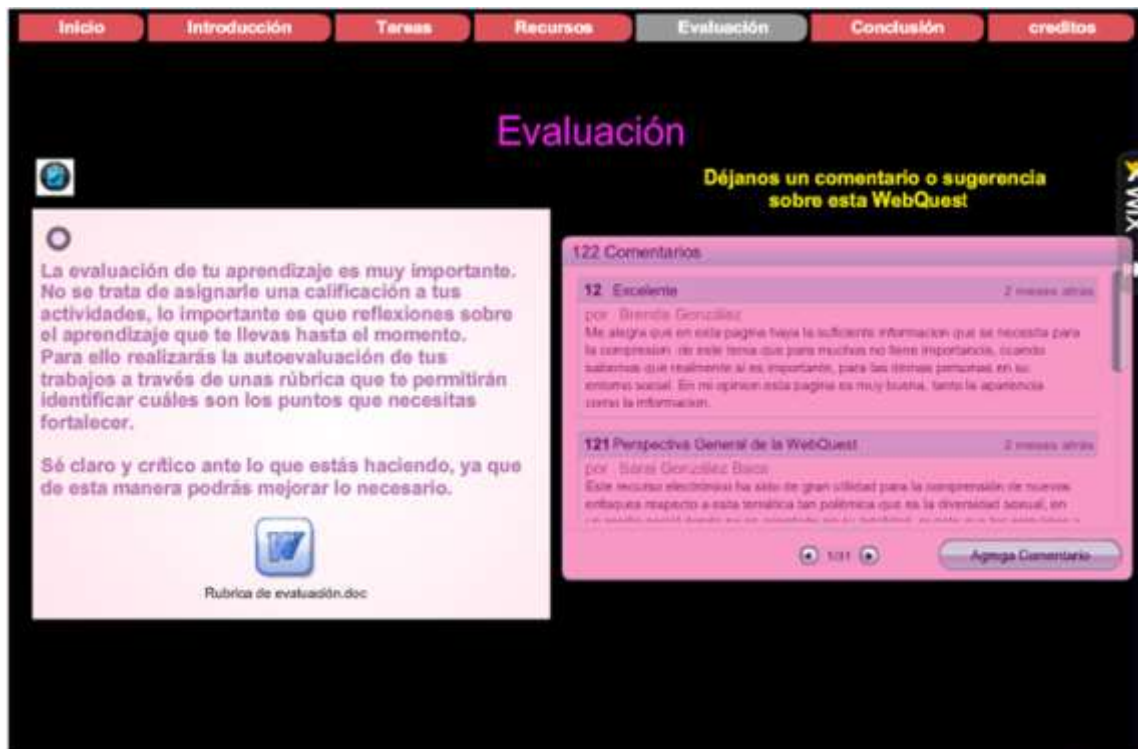 Inicio
Introducción
Tareas
Recursos
Evaluación
Conclusión
creditos
Evaluación
Déjanos un comentario o sugerencia
sobre esta WebQuest
WIX
La evaluación de tu aprendizaje es muy importante.
No se trata de asignarle una calificación a tus
actividades, lo importante es que reflexiones sobre
el aprendizaje que te llevas hasta el momento.
Para ello realizarás la autoevaluación de tus
trabajos a través de unas rúbrica que te permitirán
identificar cuáles son los puntos que necesitas
fortalecer.
Sé claro y crítico ante lo que estás haciendo, ya que
de esta manera podrás mejorar lo necesario.
Rubrica de evaluación.doc
122 Comentarios
12 Excelente
2 meses atrás
por Brenda González
Me alegra que en esta pagina haya la suficiente informacion que se necesita para
la compresion de este tema que para muchos no tiene importancia, cuando
sabemos que realmente si es importante, para las demas personas en su
entorno social. En mi opinion esta pagina es muy buena, tanto la apariencia
como la informacion.
121 Perspectiva General de la WebQuest
2 meses atrás
por Sarai González Baca
Este recurso electrónico ha sido de gran utilidad para la comprensión de nuevos
enfoques respecto a esta temática tan polémica que es la diversidad sexual, en
1/31
Agrega Comentario